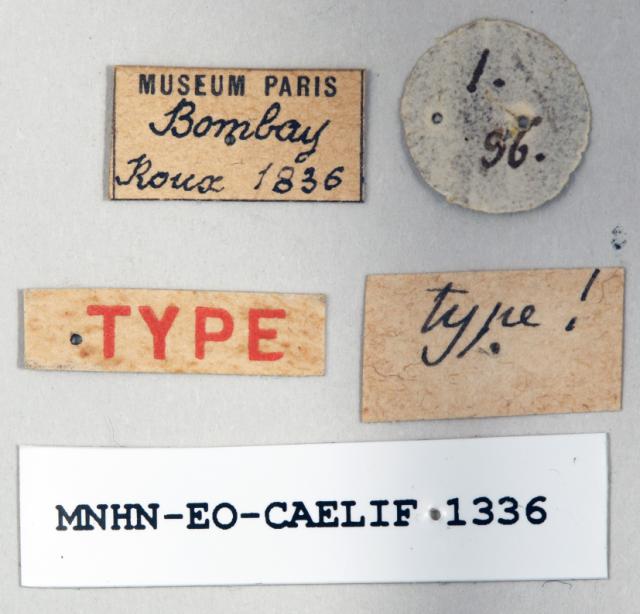 MUSEUM PARIS
Bombay
Roux 1836
1.
96.
TYPE
type!
MNHN-EO-CAELIF 1336